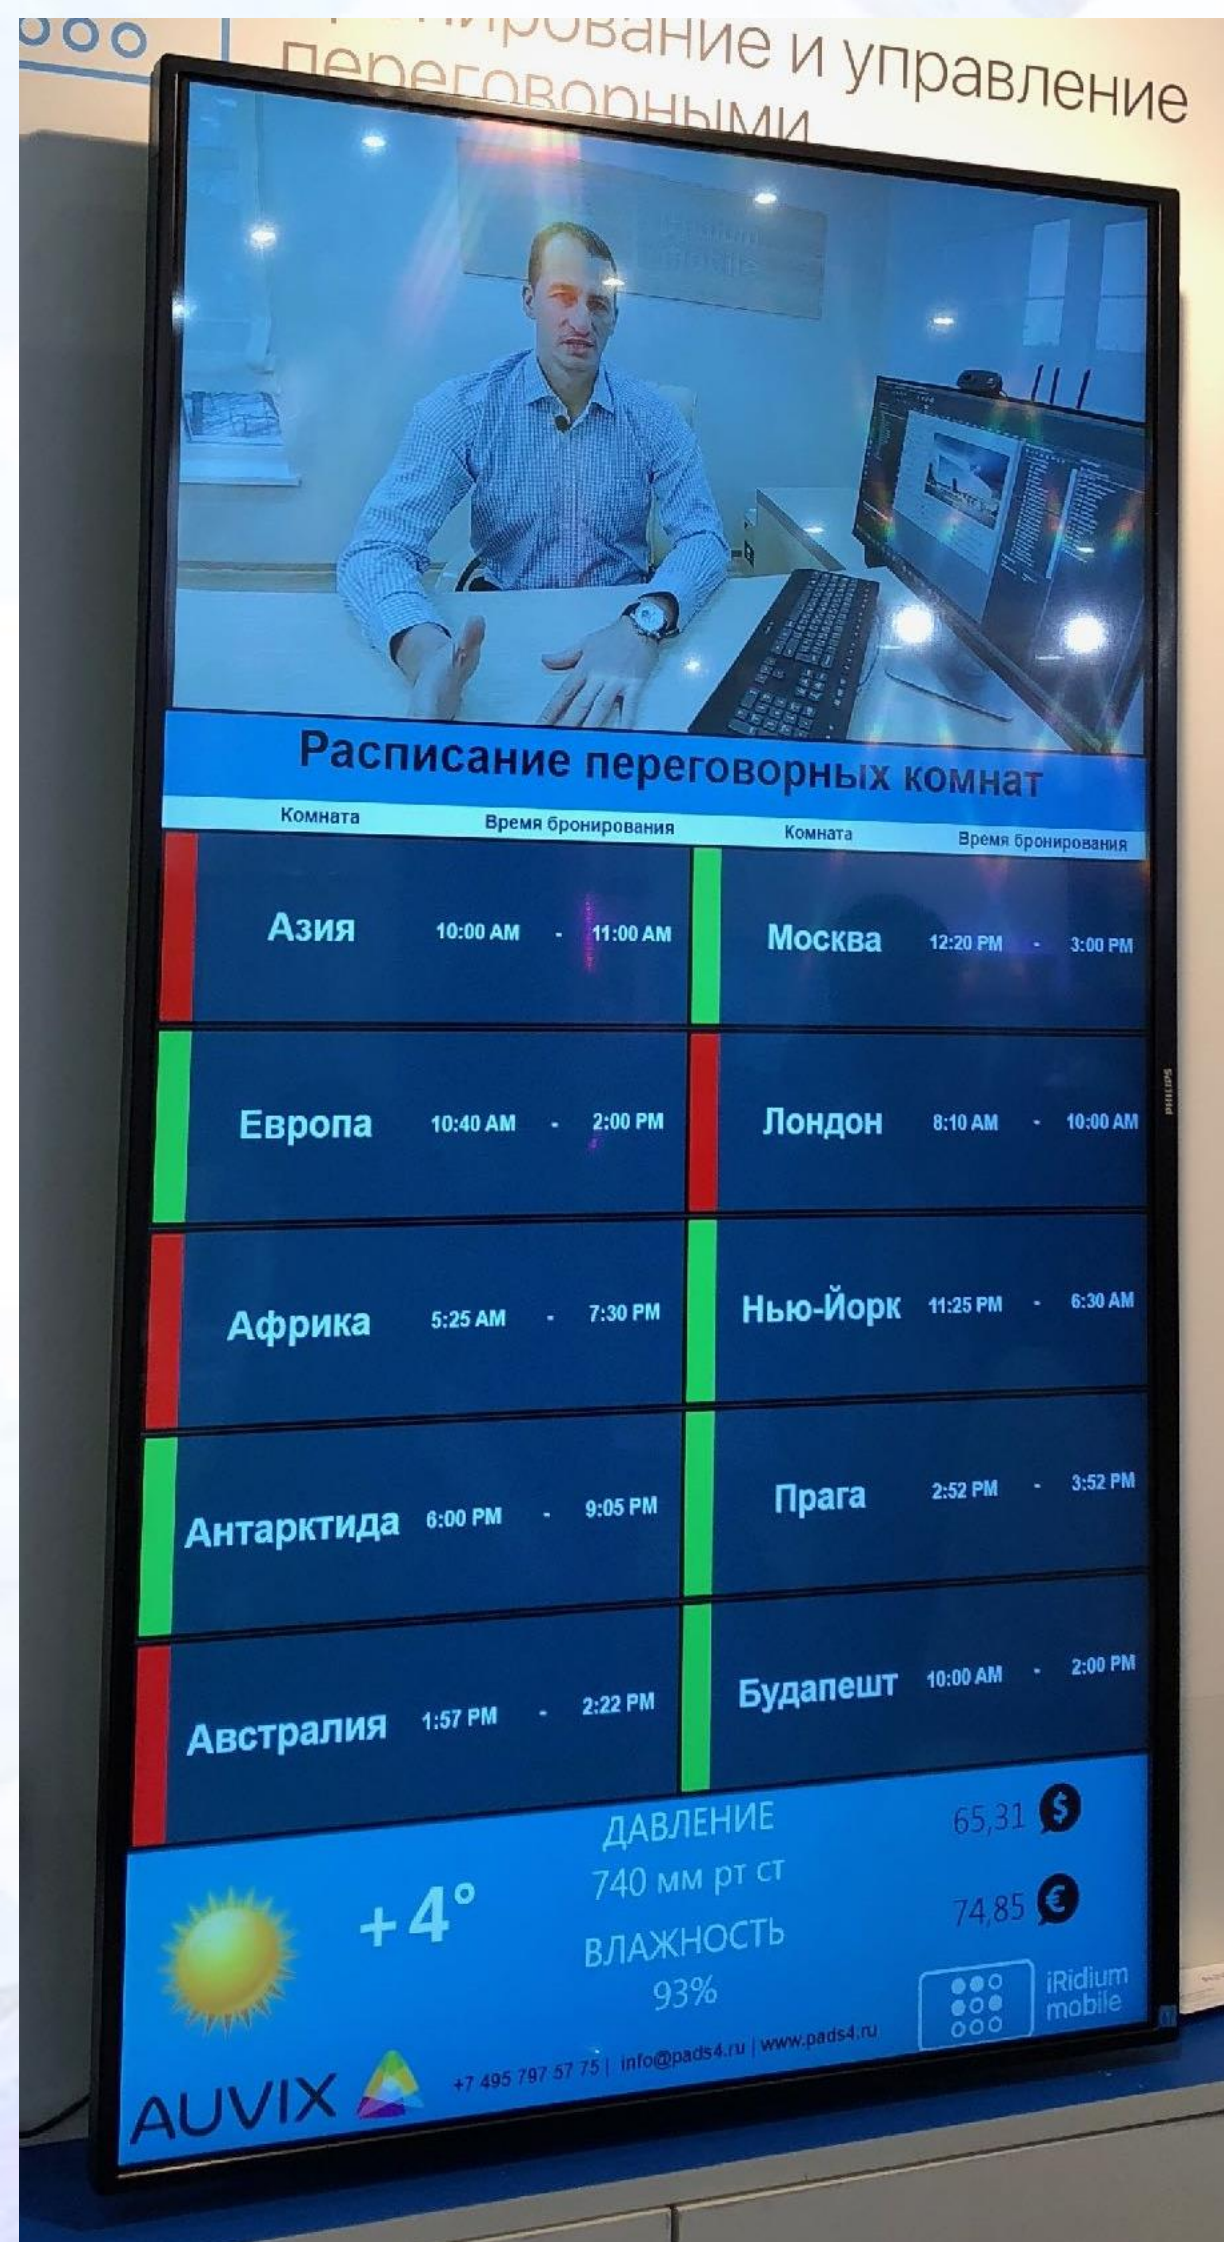 и управление
переговорными
Расписание переговорных комнат
Комната Время бронирования Комната Время бронирования
Азия 10:00 AM - 11:00 AM Москва 12:20 PM - 3:00 PM
Европа 10:40 AM - 2:00 PM Лондон 8:10 AM - 10:00 AM
Африка 5:25 AM - 7:30 PM Нью-Йорк 11:25 PM - 6:30 AM
Антарктида 6:00 PM - 9:05 PM Прага 2:52 PM - 3:52 PM
Австралия 1:57 PM - 2:22 PM Будапешт 10:00 AM - 2:00 PM
+4°
ДАВЛЕНИЕ
740 мм рт ст
ВЛАЖНОСТЬ
93%
65,31 $
74,85 €
iRidium
mobile
AUVIX +7 495 797 57 75 | info@pads4.ru | www.pads4.ru
PHILIPS